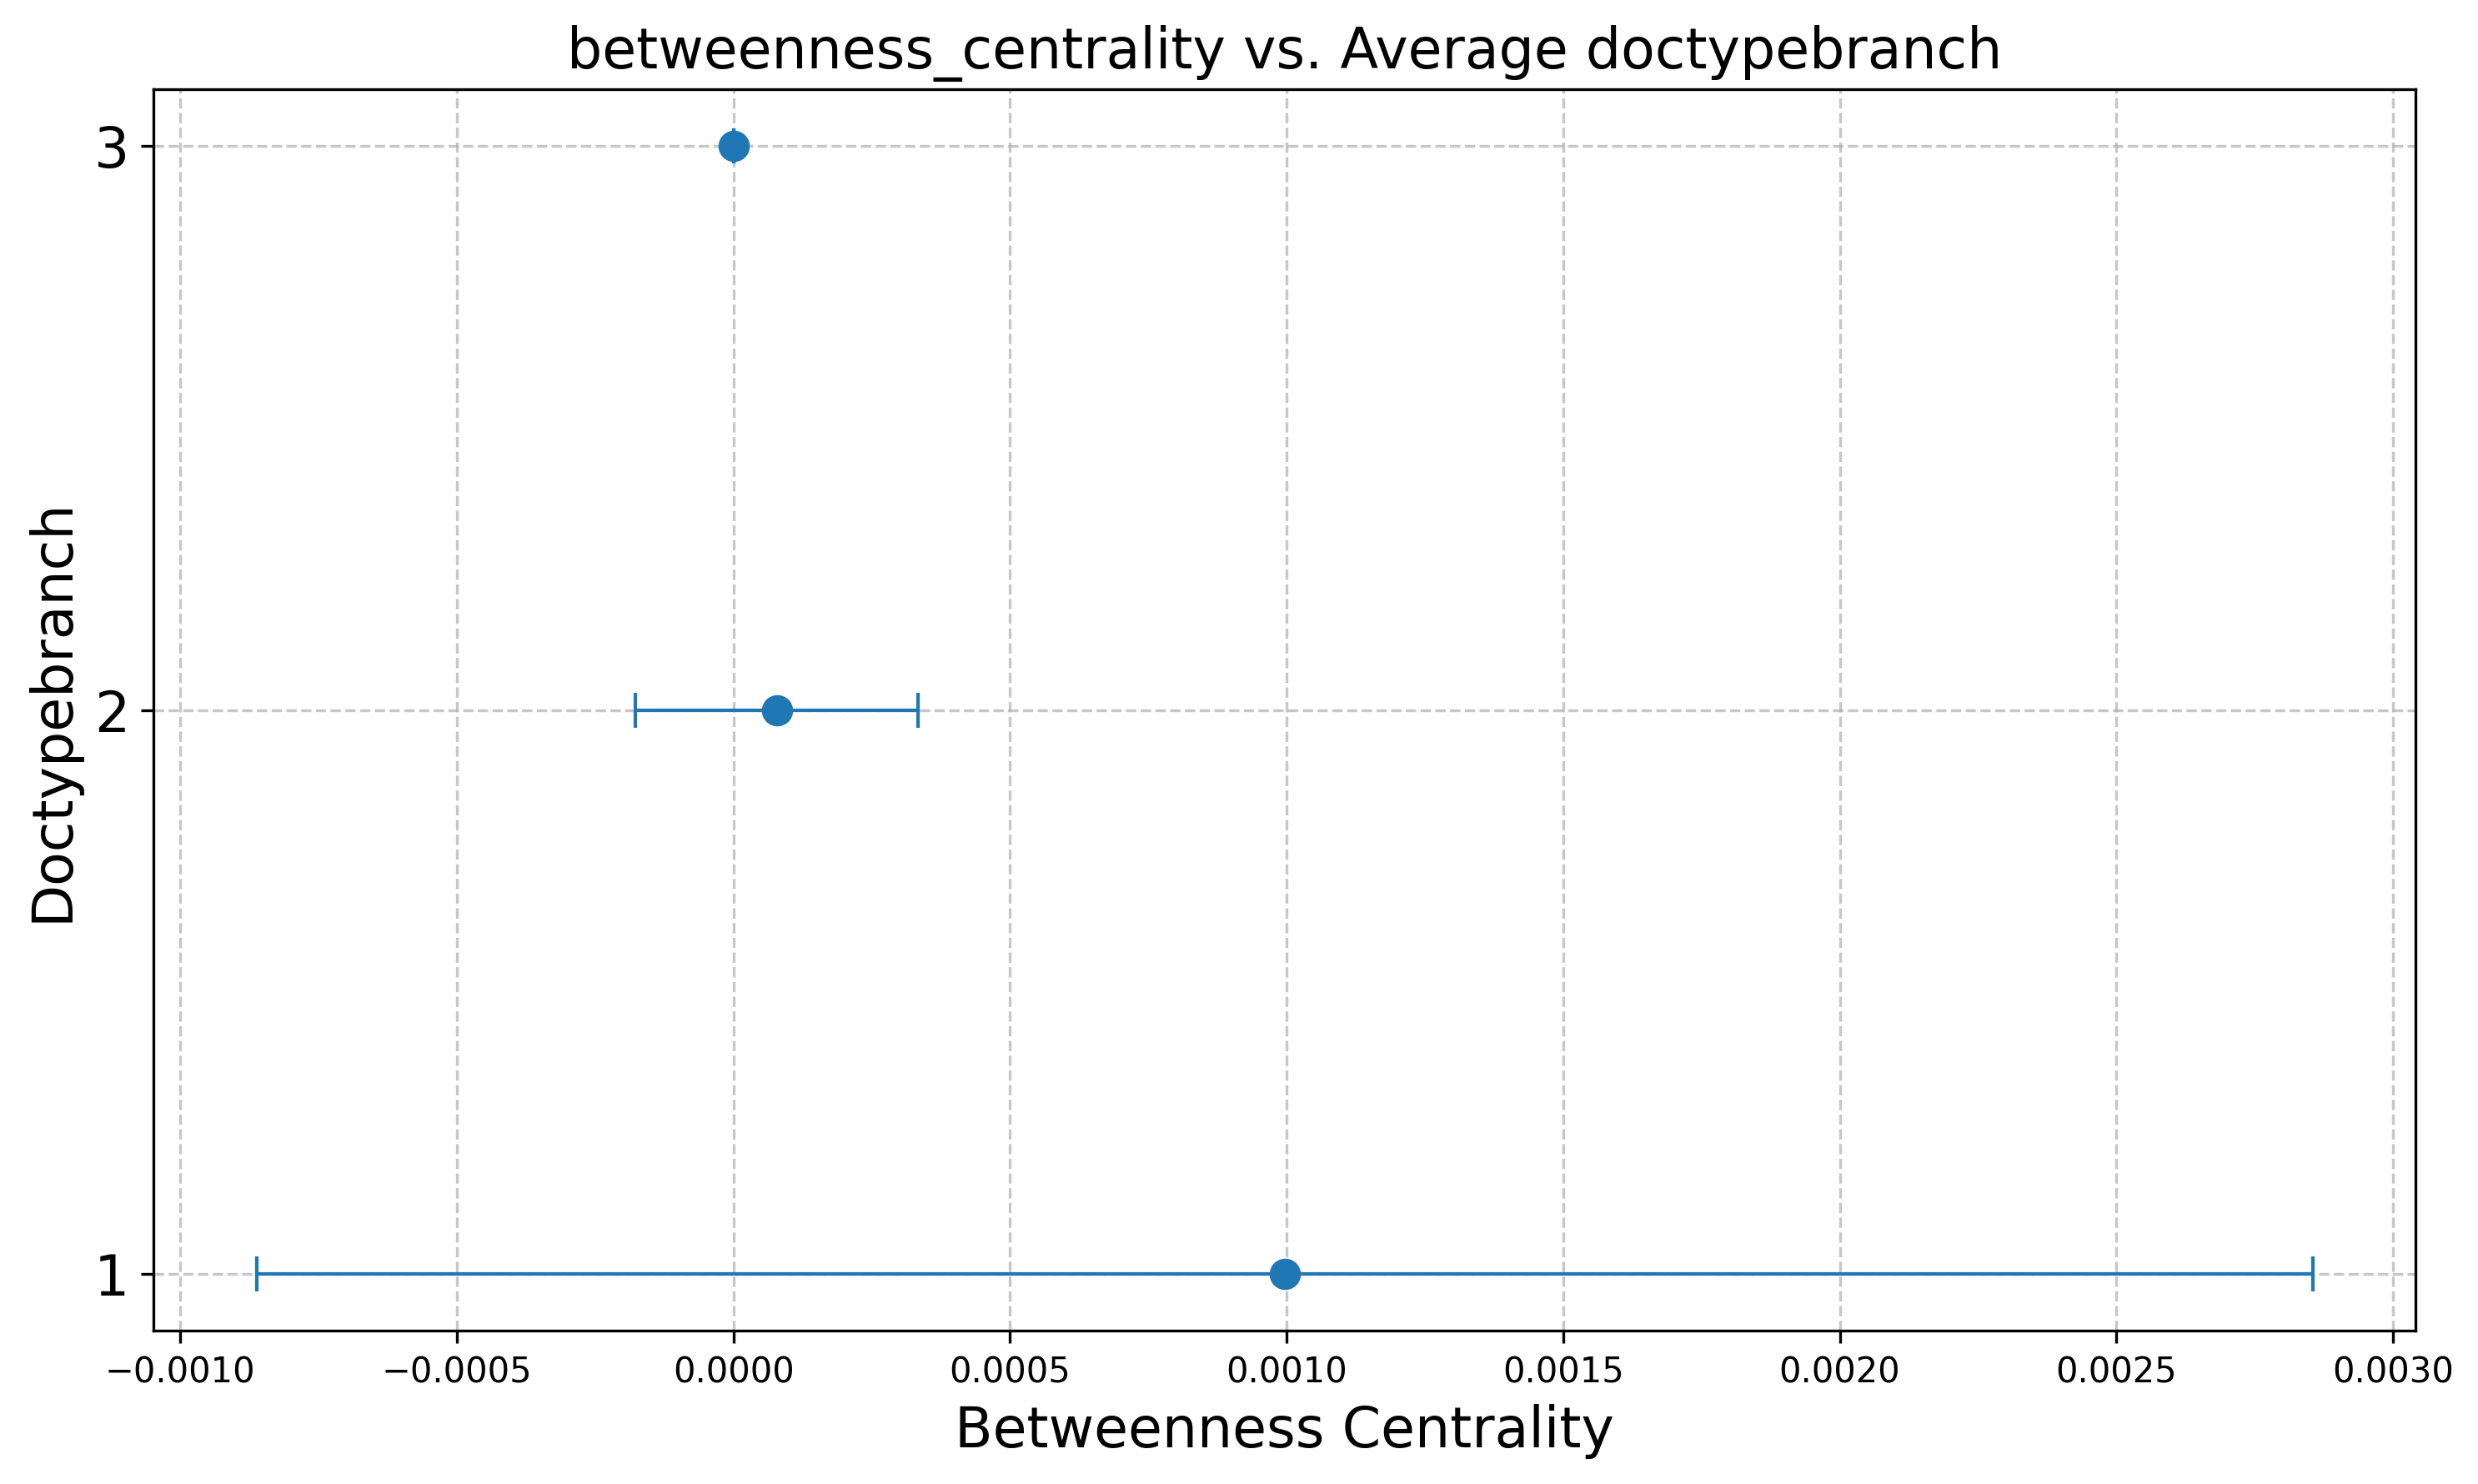 betweenness_centrality vs. Average doctypebranch
3
2
1
Doctypebranch
−0.0010 −0.0005 0.0000 0.0005 0.0010 0.0015 0.0020 0.0025 0.0030
Betweenness Centrality